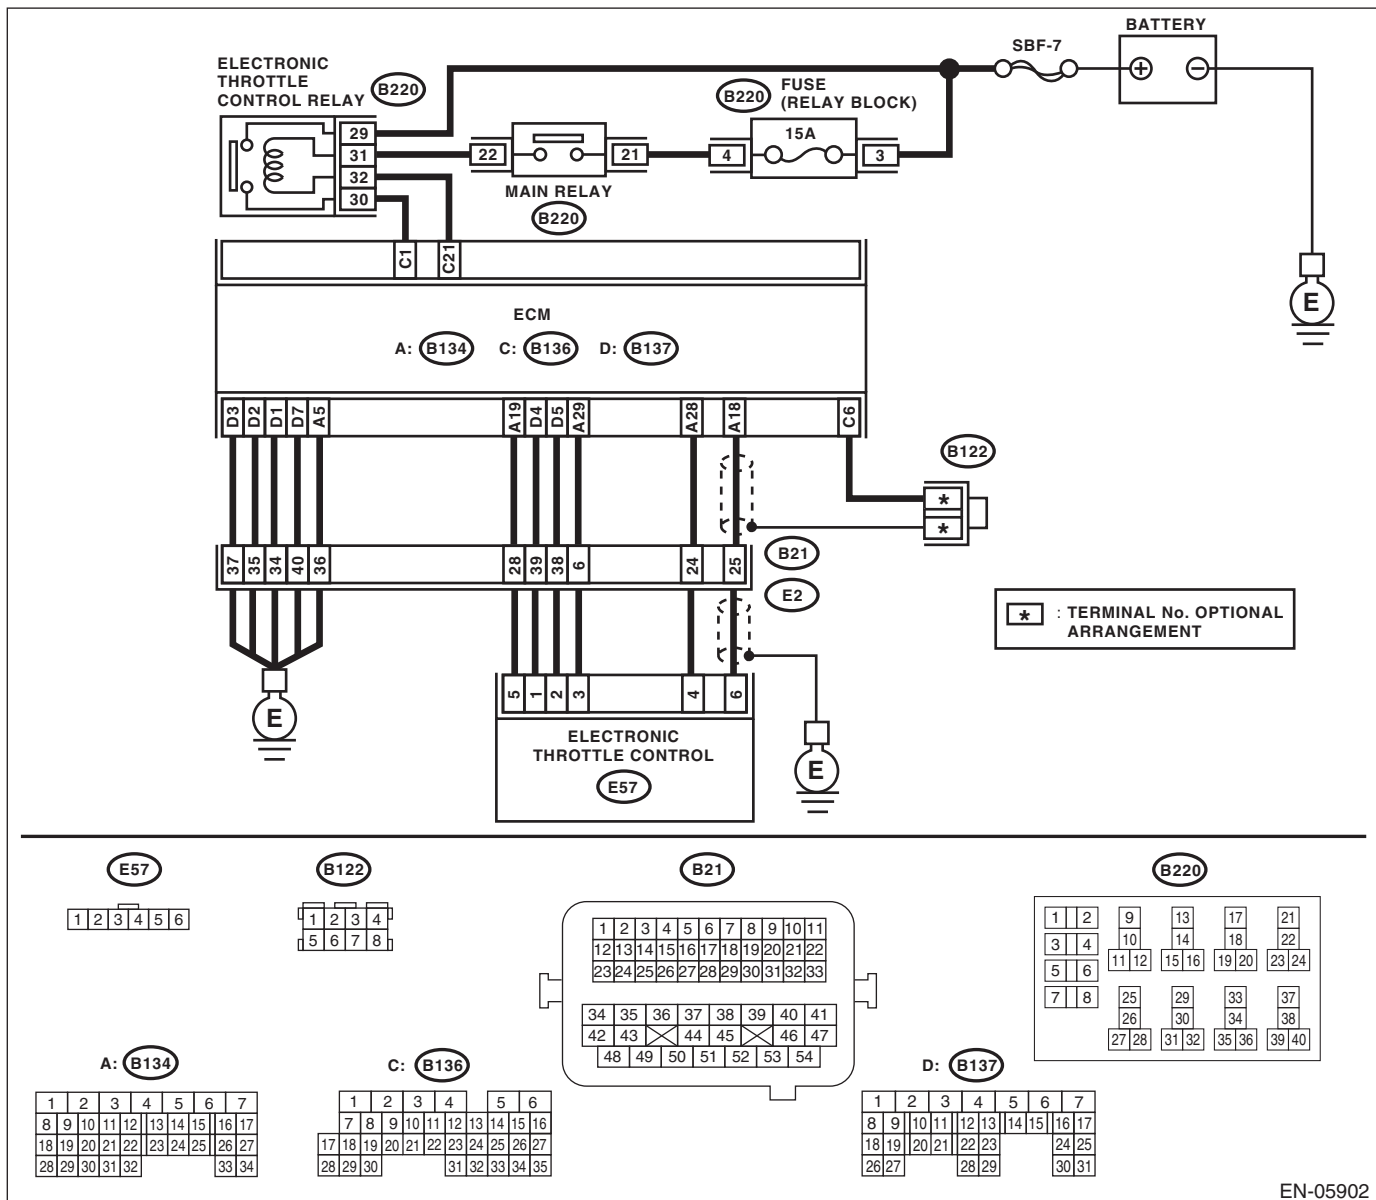 BATTERY
SBF-7
ELECTRONIC
THROTTLE
CONTROL RELAY
B220
B220
FUSE
(RELAY BLOCK)
15A
29
31
32
30
22
21
4
3
MAIN RELAY
B220
C1
C21
E
ECM
A: B134 C: B136 D: B137
D3 D2 D1 D7 A5 A19 D4 D5 A29 A28 A18 C6
B122
*
*
37 35 34 40 36 28 39 38 6 24 25
B21
E2
* : TERMINAL No. OPTIONAL
ARRANGEMENT
5 1 2 3 4 6
E
ELECTRONIC
THROTTLE CONTROL
E57
E
E57
1 2 3 4 5 6
B122
1 2 3 4
5 6 7 8
B21
1 2 3 4 5 6 7 8 9 10 11
12 13 14 15 16 17 18 19 20 21 22
23 24 25 26 27 28 29 30 31 32 33
34 35 36 37 38 39 40 41
42 43 44 45 46 47
48 49 50 51 52 53 54
B220
1 2 9 13 17 21
3 4 10 14 18 22
11 12 15 16 19 20 23 24
5 6
7 8 25 29 33 37
26 30 34 38
27 28 31 32 35 36 39 40
A: B134
1 2 3 4 5 6 7
8 9 10 11 12 13 14 15 16 17
18 19 20 21 22 23 24 25 26 27
28 29 30 31 32 33 34
C: B136
1 2 3 4 5 6
7 8 9 10 11 12 13 14 15 16
17 18 19 20 21 22 23 24 25 26 27
28 29 30 31 32 33 34 35
D: B137
1 2 3 4 5 6 7
8 9 10 11 12 13 14 15 16 17
18 19 20 21 22 23 24 25
26 27 28 29 30 31
EN-05902